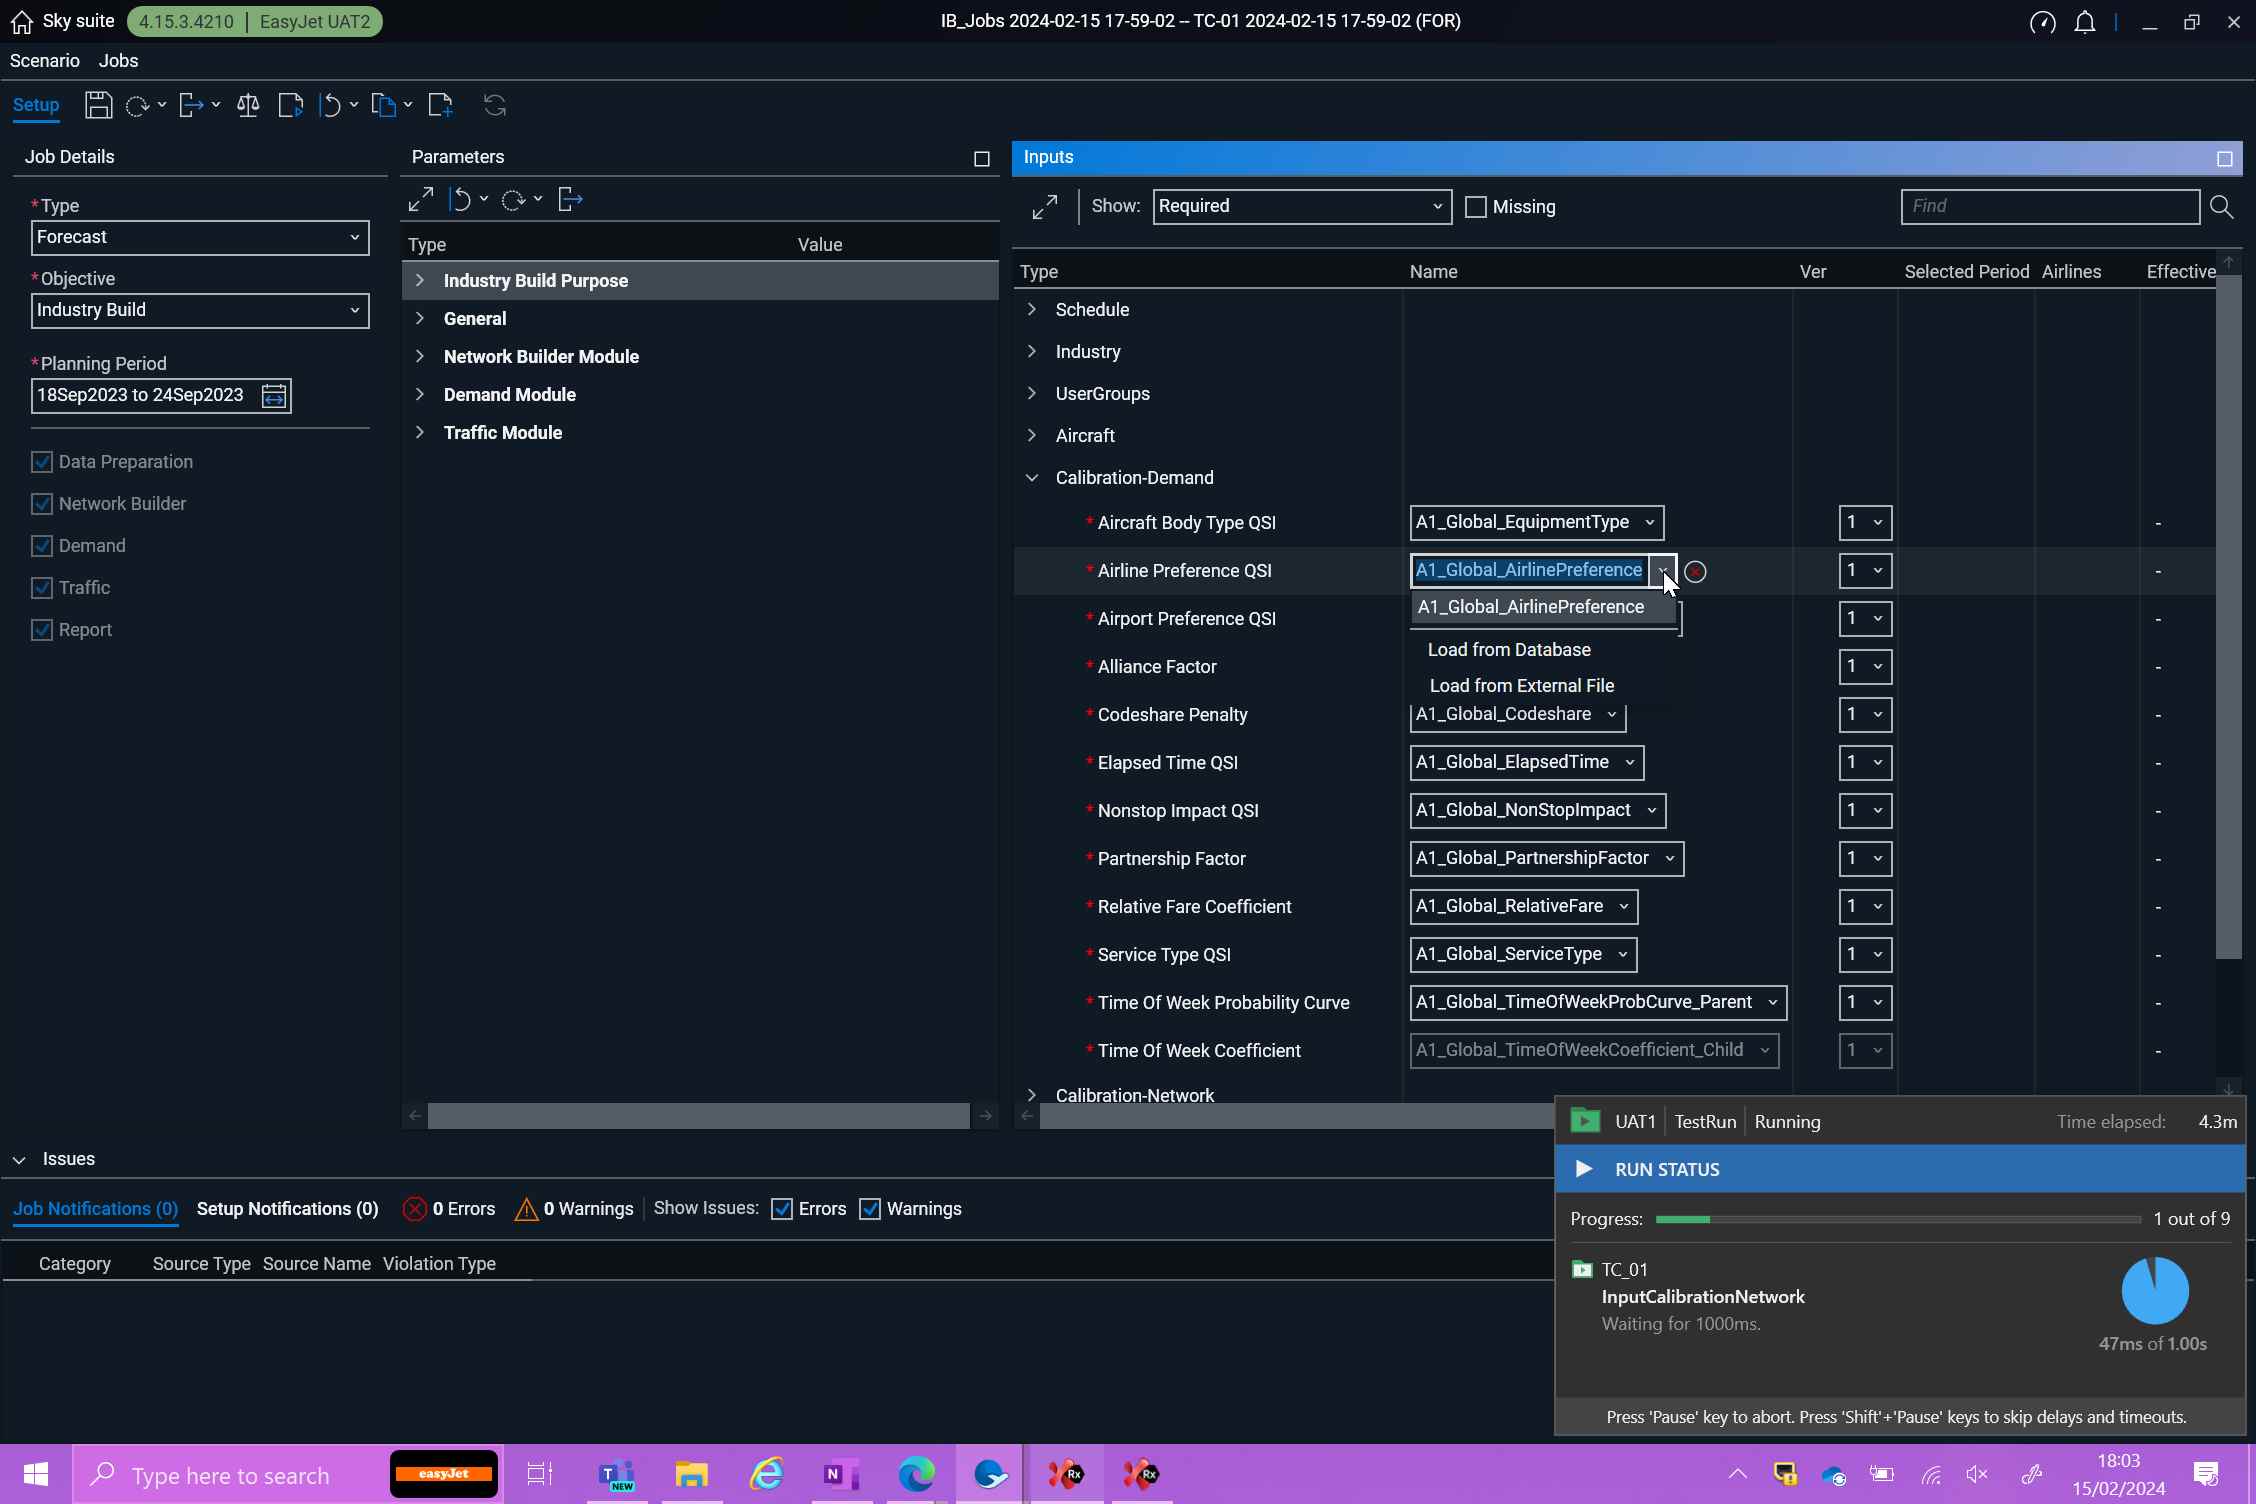 Sky suite 4.15.3.4210 | EasyJet UAT2 IB_Jobs 2024-02-15 17-59-02 -- TC-01 2024-02-15 17-59-02 (FOR)
Scenario Jobs
Setup
Job Details
*Type
Forecast
*Objective
Industry Build
*Planning Period
18Sep2023 to 24Sep2023
Data Preparation
Network Builder
Demand
Traffic
Report
Parameters
Type Value
Industry Build Purpose
General
Network Builder Module
Demand Module
Traffic Module
Inputs
Show: Required Missing Find
Type Name Ver Selected Period Airlines Effective
Schedule
Industry
UserGroups
Aircraft
Calibration-Demand
* Aircraft Body Type QSI A1_Global_EquipmentType 1 -
* Airline Preference QSI A1_Global_AirlinePreference 1 -
A1_Global_AirlinePreference
* Airport Preference QSI 1 -
Load from Database
* Alliance Factor 1 -
Load from External File
* Codeshare Penalty A1_Global_Codeshare 1 -
* Elapsed Time QSI A1_Global_ElapsedTime 1 -
* Nonstop Impact QSI A1_Global_NonStopImpact 1 -
* Partnership Factor A1_Global_PartnershipFactor 1 -
* Relative Fare Coefficient A1_Global_RelativeFare 1 -
* Service Type QSI A1_Global_ServiceType 1 -
* Time Of Week Probability Curve A1_Global_TimeOfWeekProbCurve_Parent 1 -
* Time Of Week Coefficient A1_Global_TimeOfWeekCoefficient_Child 1 -
Calibration-Network
Issues
Job Notifications (0) Setup Notifications (0) 0 Errors 0 Warnings Show Issues: Errors Warnings
Category Source Type Source Name Violation Type
UAT1 TestRun Running Time elapsed: 4.3m
RUN STATUS
Progress: 1 out of 9
TC_01
InputCalibrationNetwork
Waiting for 1000ms.
47ms of 1.00s
Press 'Pause' key to abort. Press 'Shift'+'Pause' keys to skip delays and timeouts.
Type here to search easyJet T NEW N Rx Rx
18:03
15/02/2024